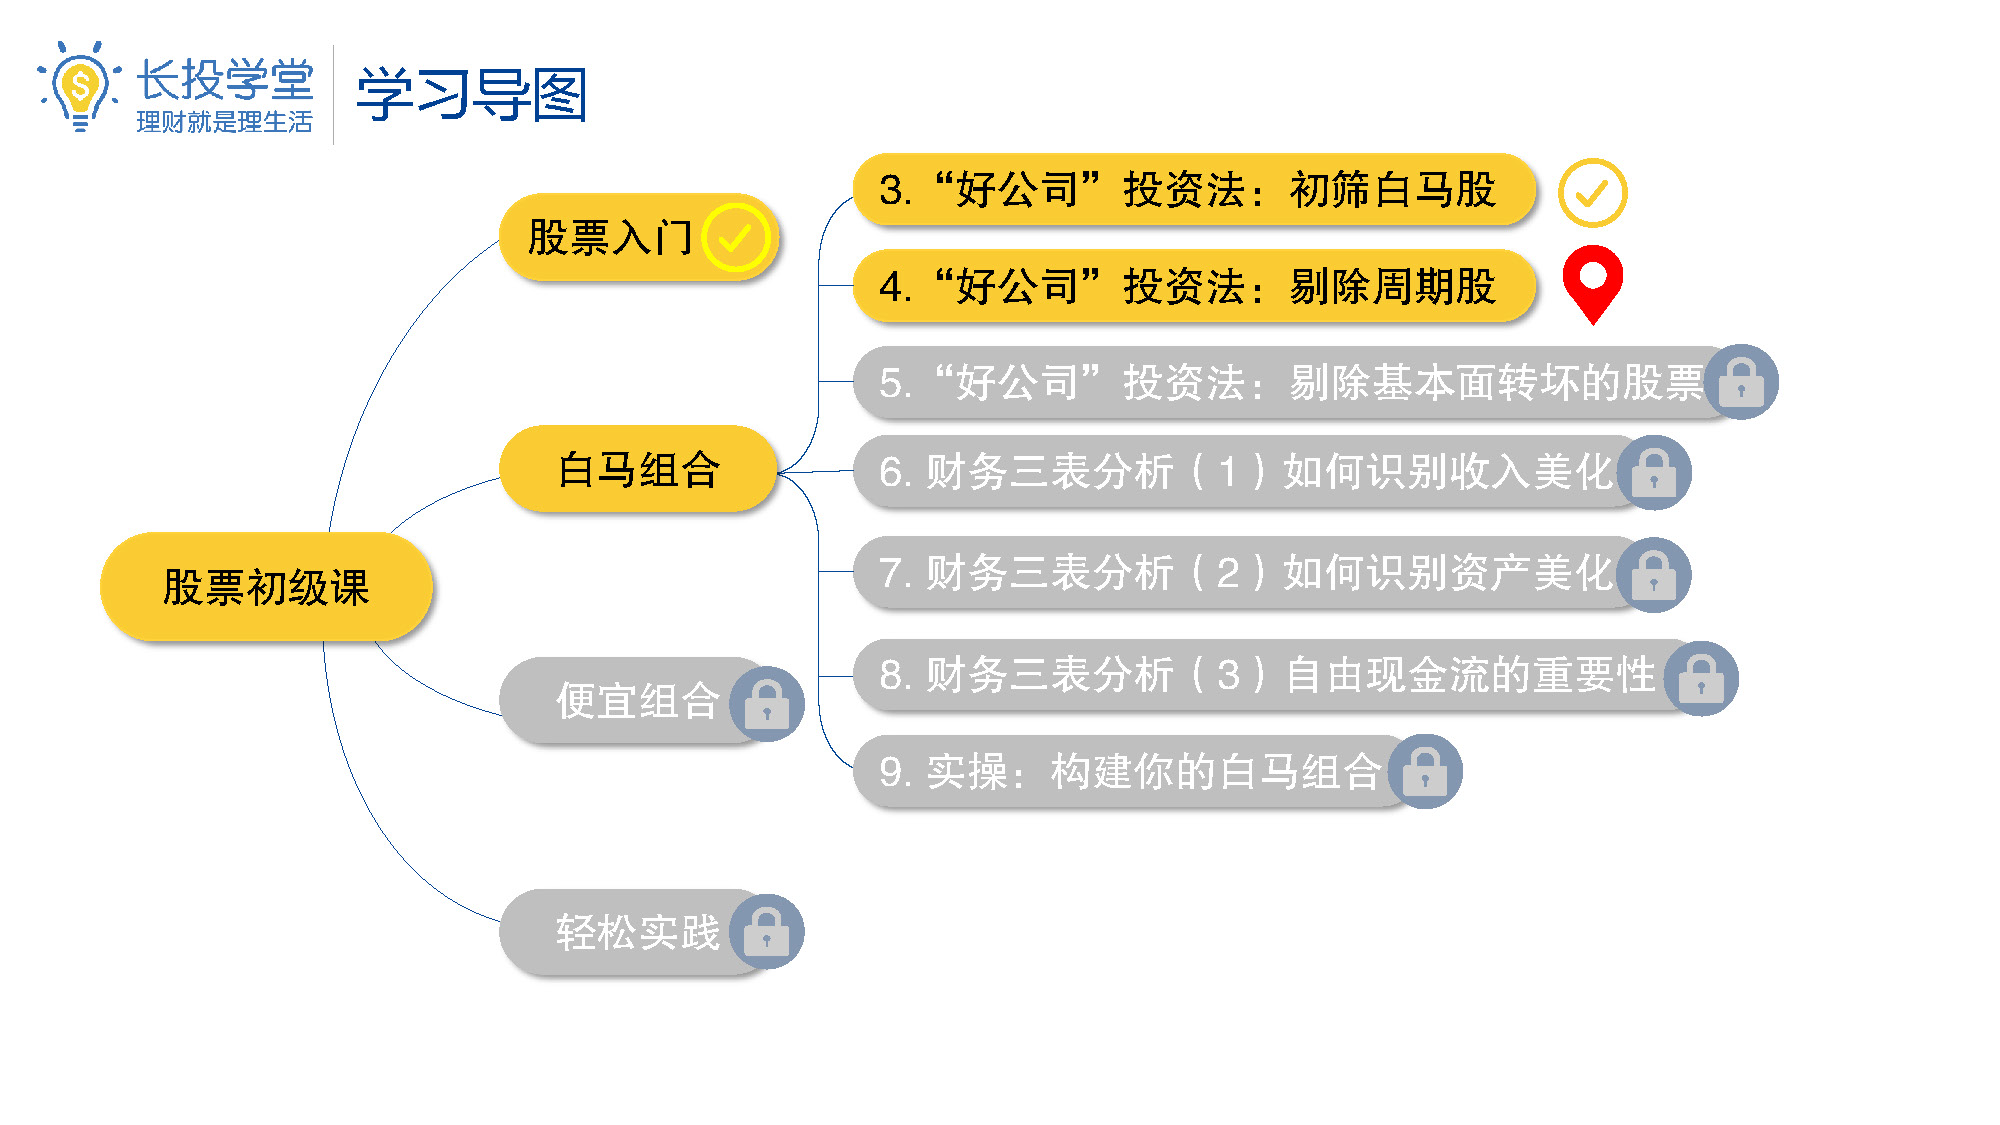 长投学堂
理财就是理生活
学习导图
股票初级课
股票入门
白马组合
3.“好公司”投资法：初筛白马股
4.“好公司”投资法：剔除周期股
5.“好公司”投资法：剔除基本面转坏的股票
6. 财务三表分析（1）如何识别收入美化
7. 财务三表分析（2）如何识别资产美化
8. 财务三表分析（3）自由现金流的重要性
9. 实操：构建你的白马组合
便宜组合
轻松实践